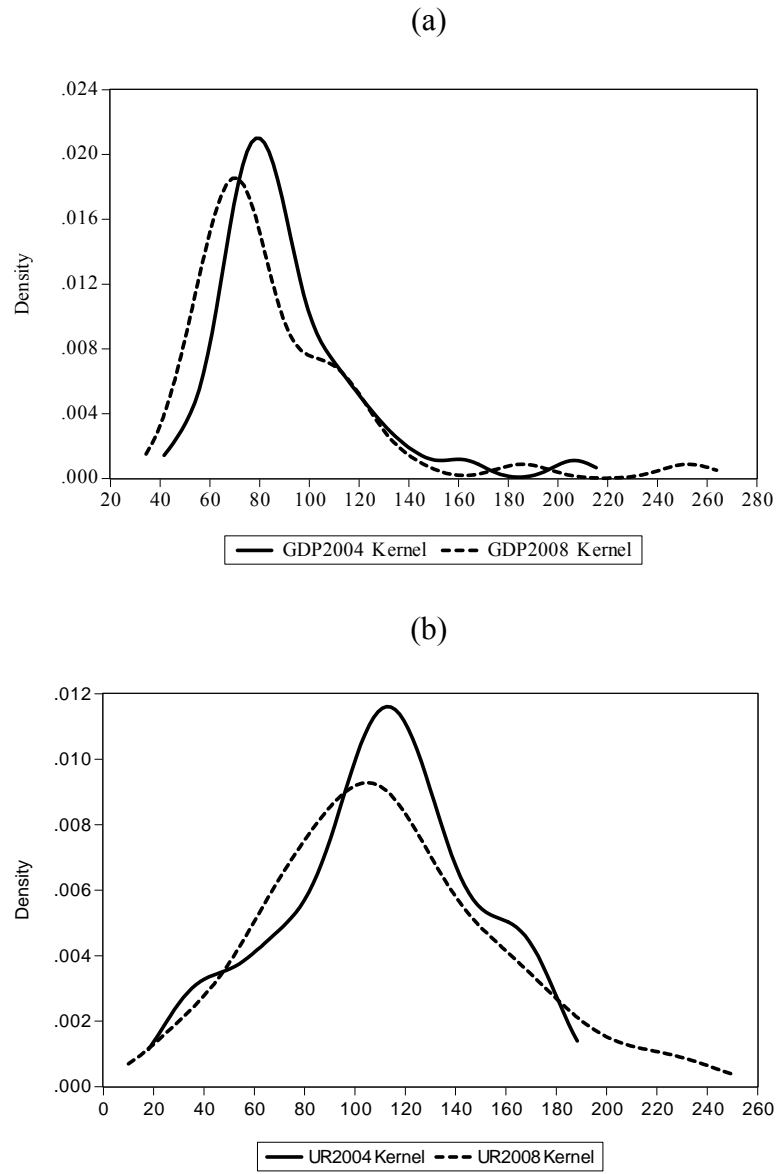 (a)
.024
.020
.016
.012
.008
.004
.000
Density
20 40 60 80 100 120 140 160 180 200 220 240 260 280
GDP2004 Kernel GDP2008 Kernel
(b)
.012
.010
.008
.006
.004
.002
.000
Density
0 20 40 60 80 100 120 140 160 180 200 220 240 260
UR2004 Kernel UR2008 Kernel